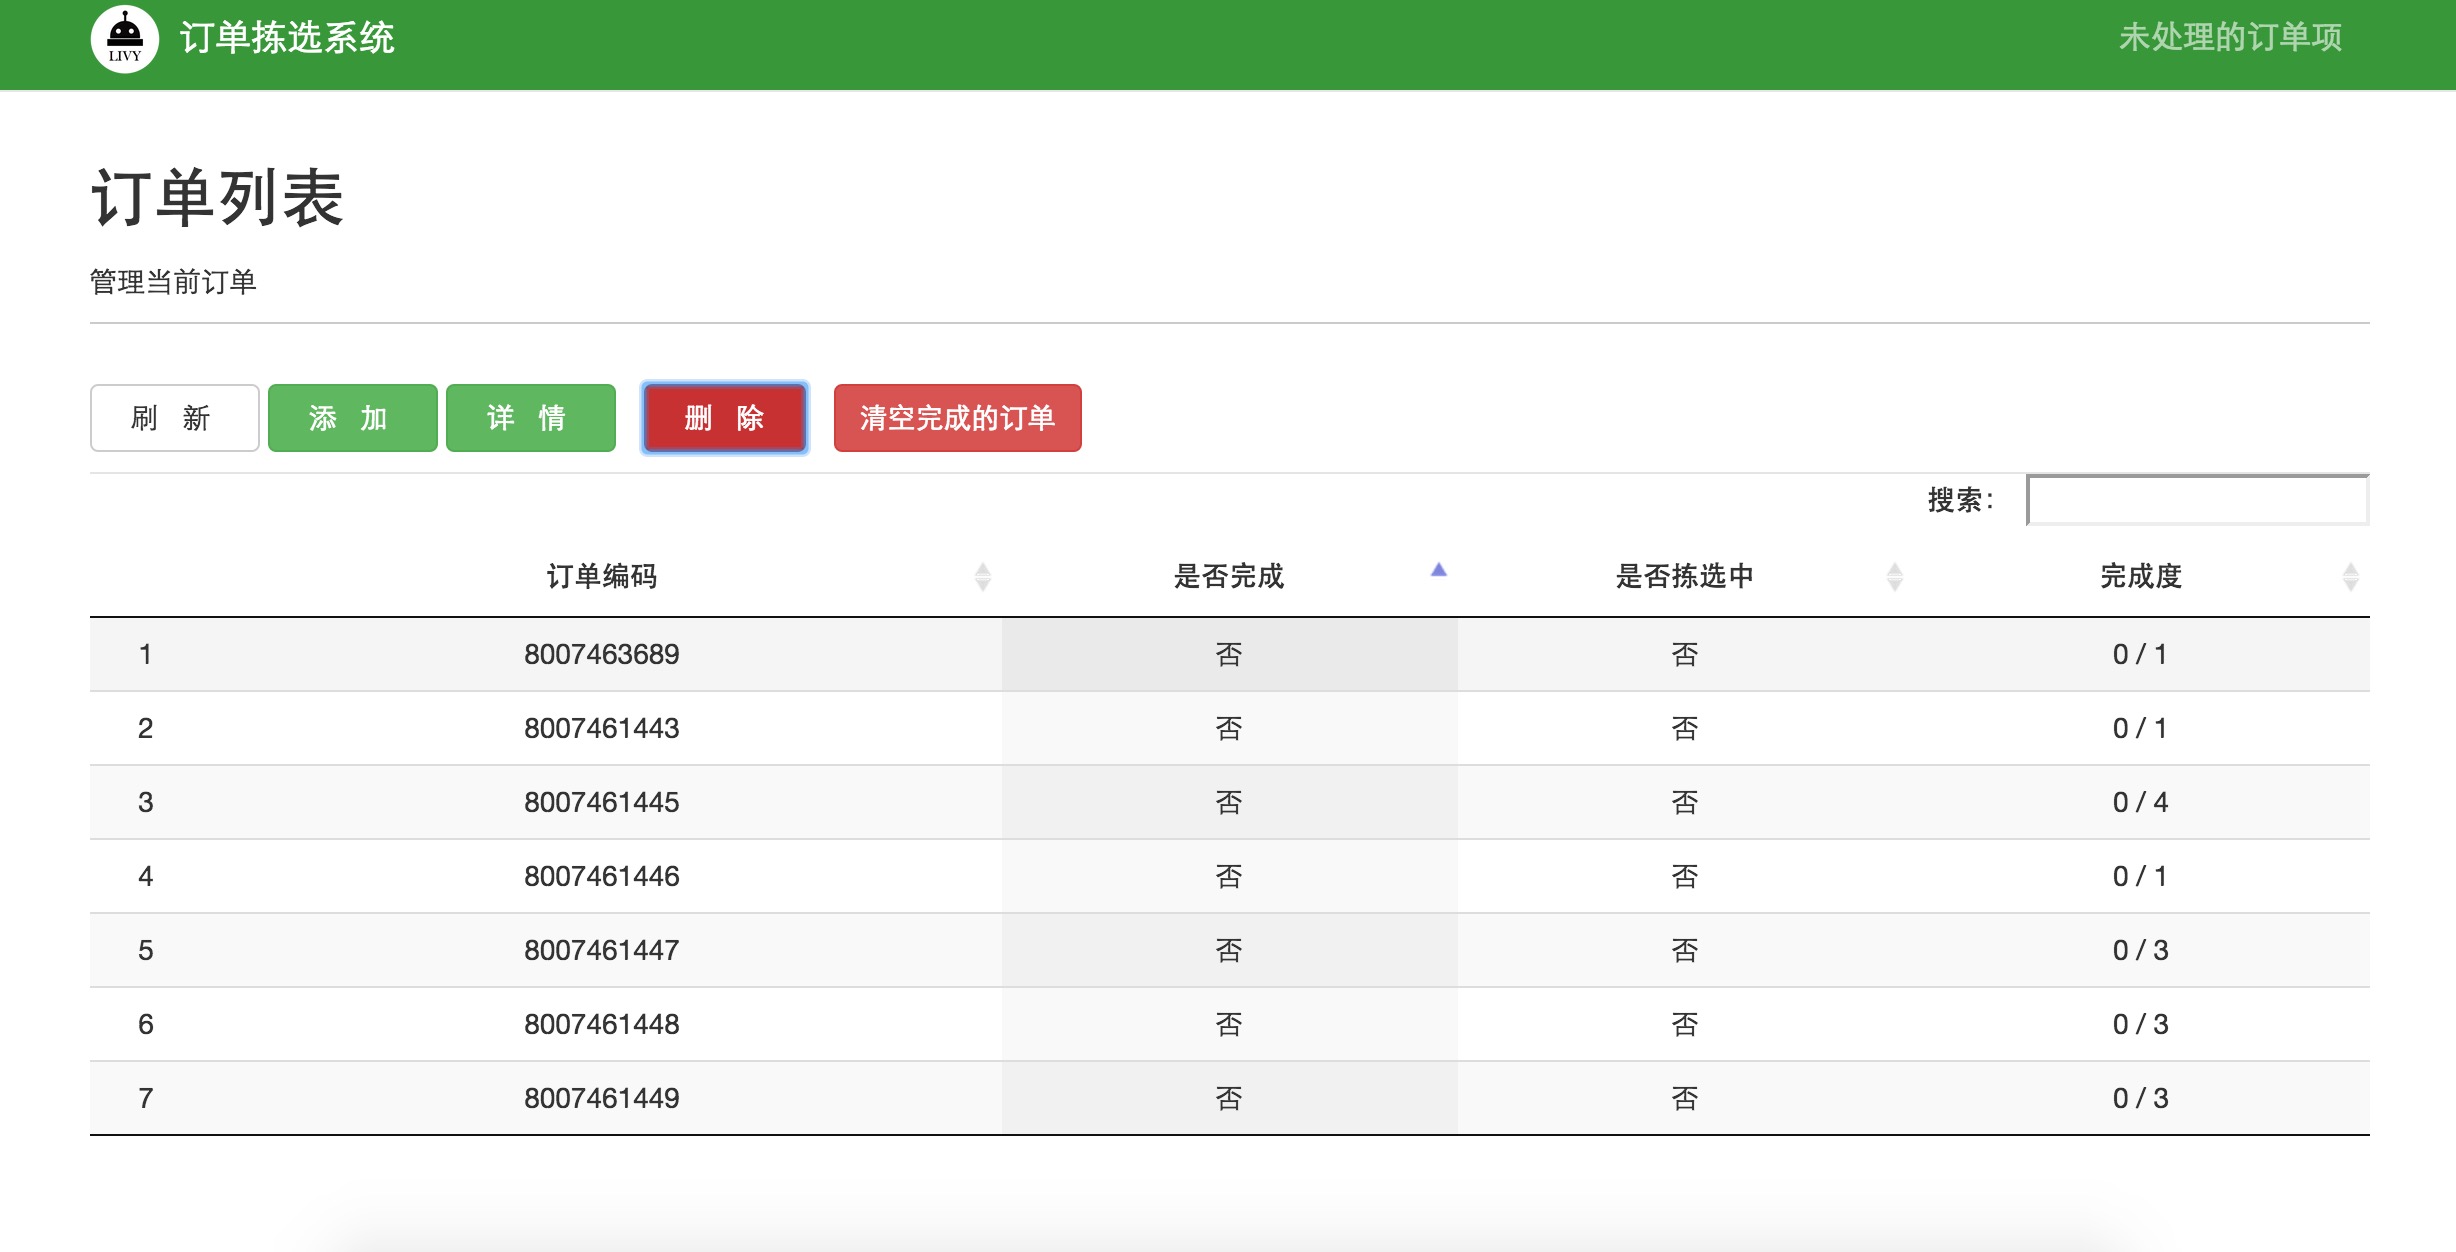 LIVY 订单拣选系统 未处理的订单项
订单列表
管理当前订单
刷 新 添 加 详 情 删 除 清空完成的订单
搜索：
订单编码 是否完成 是否拣选中 完成度
1 8007463689 否 否 0 / 1
2 8007461443 否 否 0 / 1
3 8007461445 否 否 0 / 4
4 8007461446 否 否 0 / 1
5 8007461447 否 否 0 / 3
6 8007461448 否 否 0 / 3
7 8007461449 否 否 0 / 3